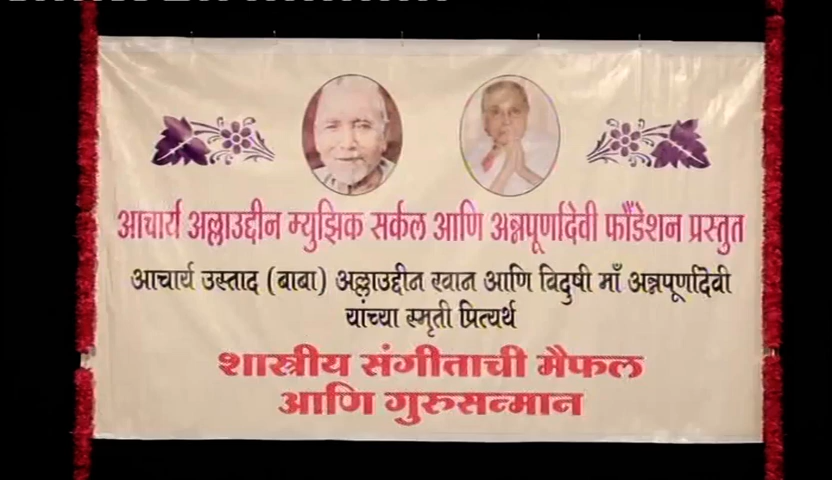 आचार्य अल्लाउद्दीन म्युझिक सर्कल आणि अन्नपूर्णादेवी फौंडेशन प्रस्तुत
आचार्य उस्ताद (बाबा) अल्लाउद्दीन खान आणि विदुषी माँ अन्नपूर्णादेवी
यांच्या स्मृती प्रित्यर्थ
शास्त्रीय संगीताची मैफल
आणि गुरुसन्मान